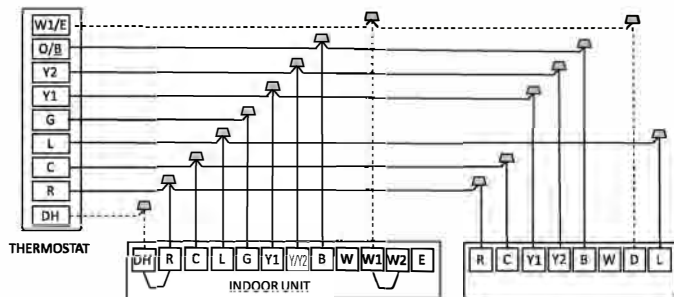 W1/E
O/B
Y2
Y1
G
L
C
R
DH
THERMOSTAT
DH R C L G Y1 Y/Y2 B W W1 W2 E
INDOOR UNIT
R C Y1 Y2 B W D L